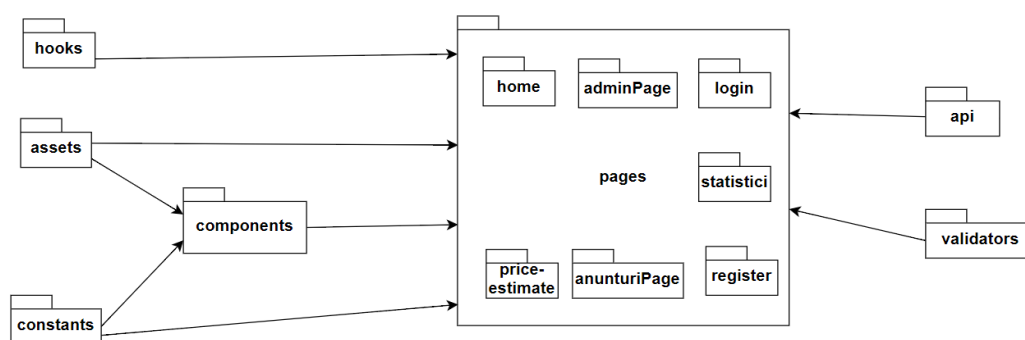 hooks
home
adminPage
login
api
assets
pages
statistici
components
validators
price-
estimate
anunturiPage
register
constants